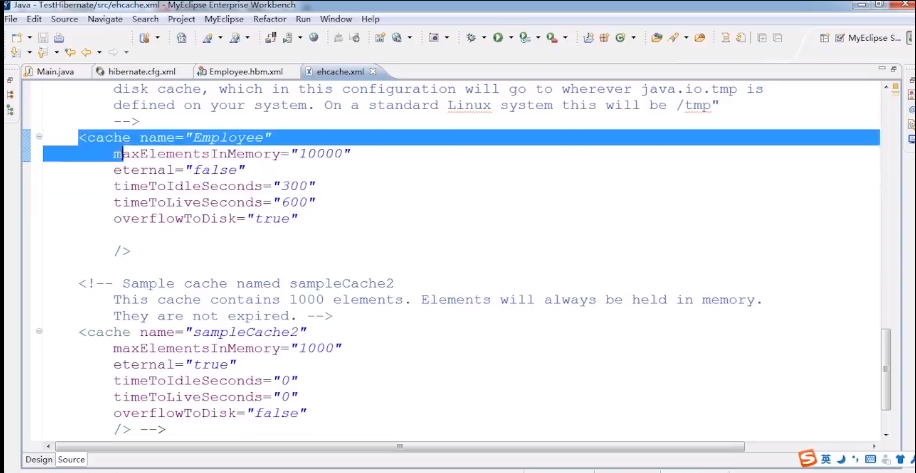 Java - TestHibernate/src/ehcache.xml - MyEclipse Enterprise Workbench
File Edit Source Navigate Search Project MyEclipse Refactor Run Window Help
MyEclipse S...
Main.java hibernate.cfg.xml Employee.hbm.xml ehcache.xml
disk cache, which in this configuration will go to wherever java.io.tmp is
defined on your system. On a standard Linux system this will be /tmp"
-->
<cache name="Employee"
maxElementsInMemory="10000"
eternal="false"
timeToIdleSeconds="300"
timeToLiveSeconds="600"
overflowToDisk="true"
/>
<!-- Sample cache named sampleCache2
This cache contains 1000 elements. Elements will always be held in memory.
They are not expired. -->
<cache name="sampleCache2"
maxElementsInMemory="1000"
eternal="true"
timeToIdleSeconds="0"
timeToLiveSeconds="0"
overflowToDisk="false"
/> -->
Design Source
S 英